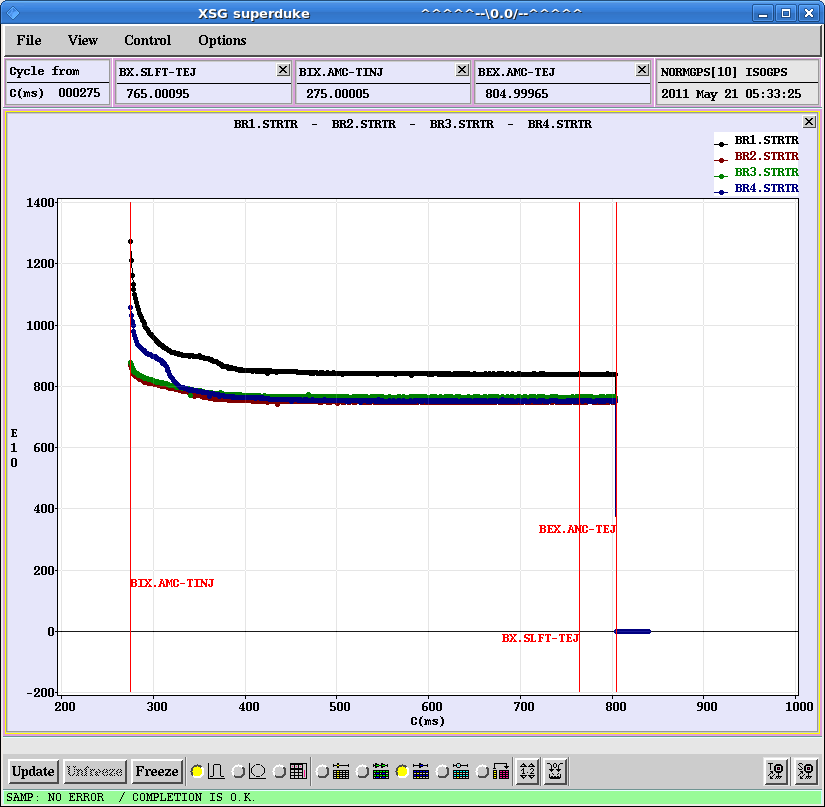 XSG superduke ^^^^^--\0.0/--^^^^^
File View Control Options
Cycle from
C(ms) 000275
BX.SLFT-TEJ
765.00095
BIX.AMC-TINJ
275.00005
BEX.AMC-TEJ
804.99965
NORMGPS[10] ISOGPS
2011 May 21 05:33:25
BR1.STRTR - BR2.STRTR - BR3.STRTR - BR4.STRTR
BR1.STRTR
BR2.STRTR
BR3.STRTR
BR4.STRTR
1400
1200
1000
800
600
400
200
0
-200
E
1
0
BEX.AMC-TEJ
BIX.AMC-TINJ
BX.SLFT-TEJ
200 300 400 500 600 700 800 900 1000
C(ms)
Update Unfreeze Freeze
SAMP: NO ERROR / COMPLETION IS O.K.